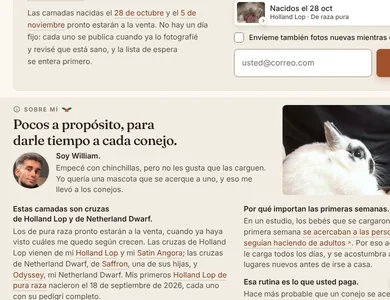 Las camadas nacidas el 28 de octubre y el 5 de
noviembre pronto estarán a la venta. No hay un día
fijo: cada uno se publica cuando ya lo fotografié
y revisé que está sano, y la lista de espera
se entera primero.
Nacidos el 28 oct
Holland Lop · De raza pura
Envíeme también fotos nuevas mientras
usted@correo.com
SOBRE MÍ
Pocos a propósito, para
darle tiempo a cada conejo.
Soy William.
Empecé con chinchillas, pero no les gusta que las carguen.
Yo quería una mascota que se acerque a uno, y eso me
llevó a los conejos.
Estas camadas son cruzas
de Holland Lop y de Netherland Dwarf.
Los de pura raza pronto estarán a la venta, cuando ya haya
visto cuáles me quedo según crecen. Las cruzas de Holland
Lop vienen de mi Holland Lop y mi Satin Angora; las cruzas
de Netherland Dwarf, de Saffron, una de sus hijas, y
Odyssey, mi Netherland Dwarf. Mis primeros Holland Lop de
pura raza nacieron el 18 de septiembre de 2026, cada uno
con su pedigrí completo.
Por qué importan las primeras semanas.
En un estudio, los bebés que se cargaron
primera semana se acercaban a las
seguían haciendo de adultos. Por eso
le carga todos los días, y se acostumbra
lugares nuevos antes de irse a casa.
Esa rutina es lo que usted paga.
Hace más probable que un conejo se